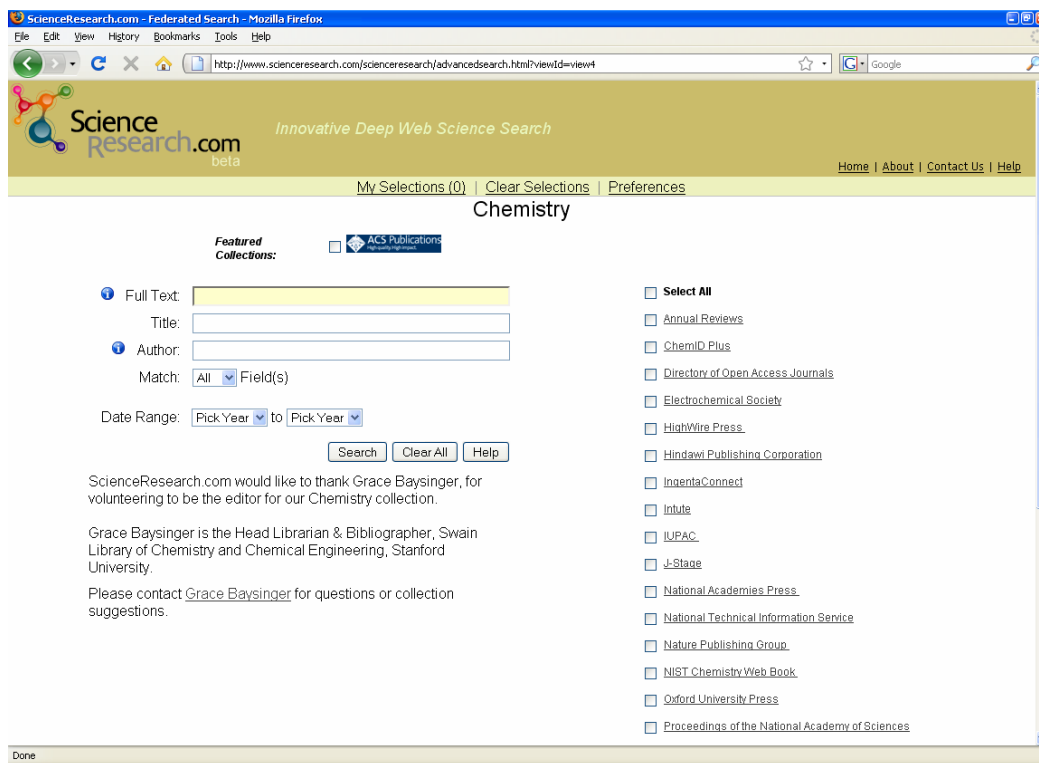 ScienceResearch.com - Federated Search - Mozilla Firefox
File Edit View History Bookmarks Tools Help
http://www.scienceresearch.com/scienceresearch/advancedsearch.html?viewId=view4
G Google
Science
Research.com
beta
Innovative Deep Web Science Search
Home | About | Contact Us | Help
My Selections (0) | Clear Selections | Preferences
Chemistry
Featured
Collections:
ACS Publications
High quality. High impact.
Full Text:
Title:
Author:
Match: All Field(s)
Date Range: Pick Year to Pick Year
Search Clear All Help
ScienceResearch.com would like to thank Grace Baysinger, for
volunteering to be the editor for our Chemistry collection.
Grace Baysinger is the Head Librarian & Bibliographer, Swain
Library of Chemistry and Chemical Engineering, Stanford
University.
Please contact Grace Baysinger for questions or collection
suggestions.
Select All
Annual Reviews
ChemID Plus
Directory of Open Access Journals
Electrochemical Society
HighWire Press
Hindawi Publishing Corporation
IngentaConnect
Intute
IUPAC
J-Stage
National Academies Press
National Technical Information Service
Nature Publishing Group
NIST Chemistry Web Book
Oxford University Press
Proceedings of the National Academy of Sciences
Done